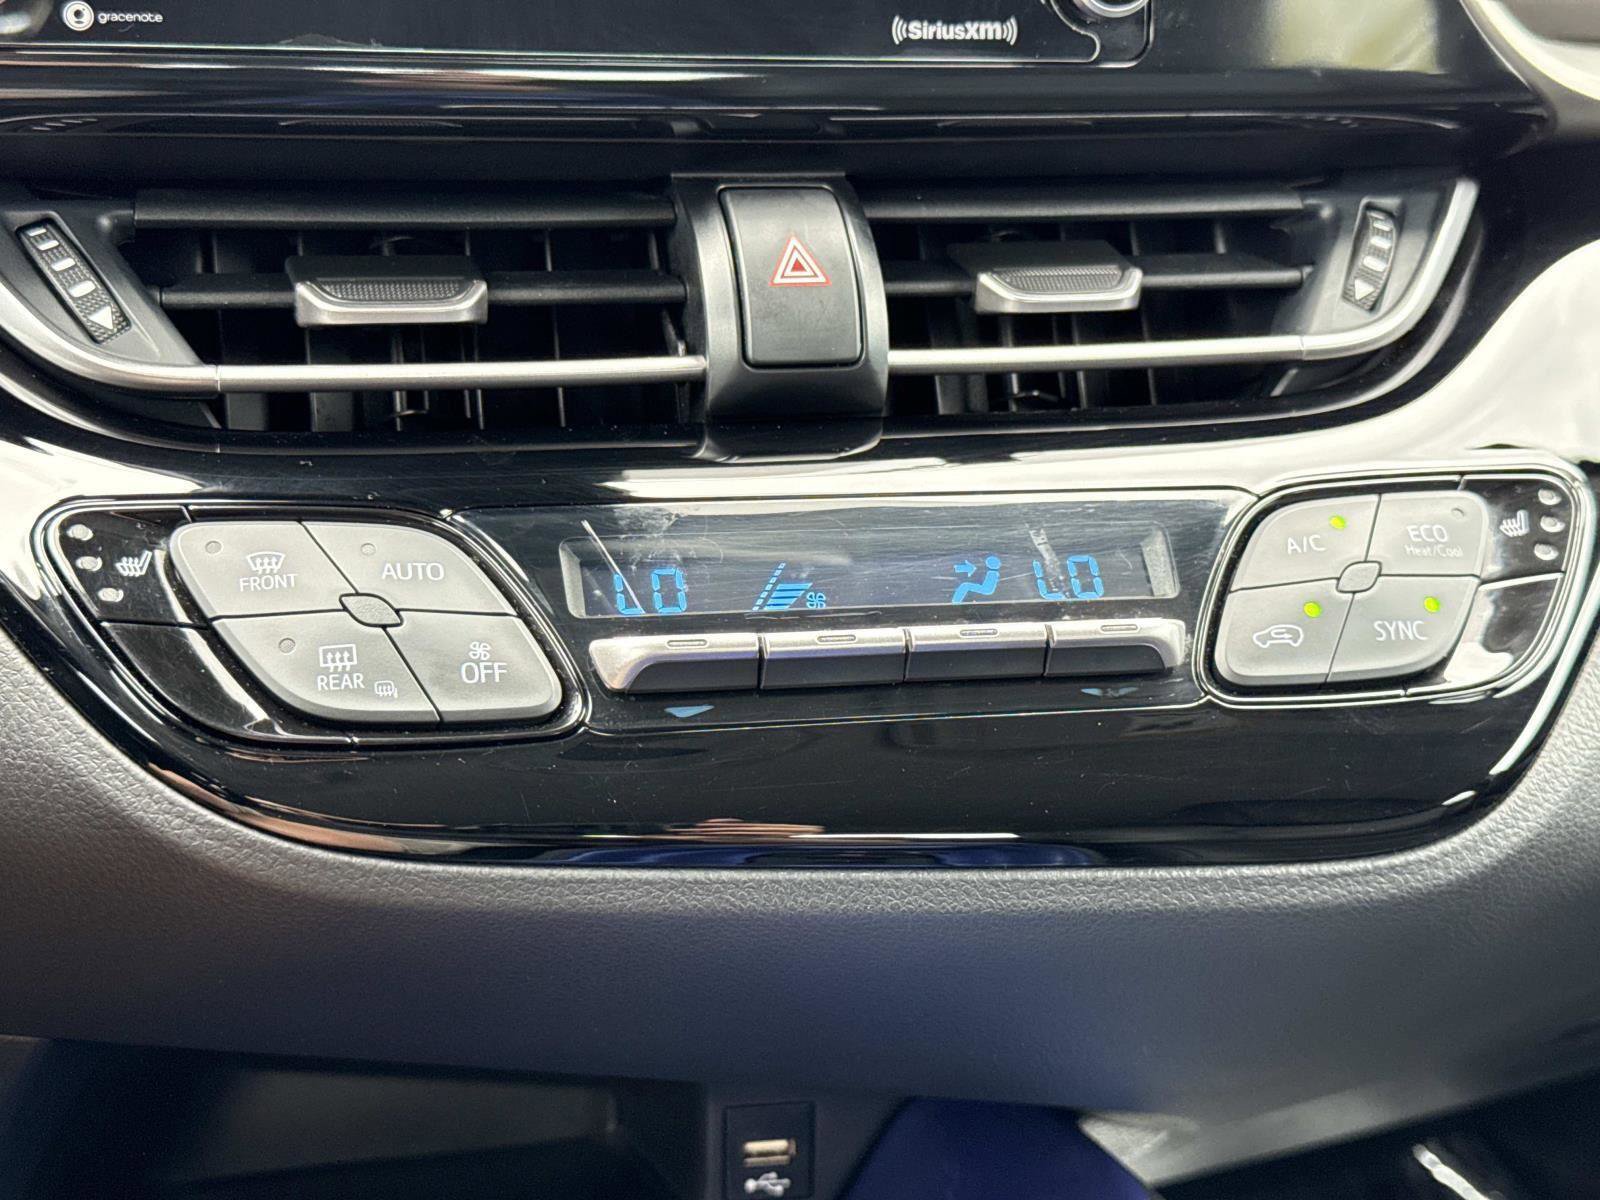 gracenote
SiriusXM
FRONT
AUTO
REAR
OFF
LO
LO
A/C
ECO
Heat/Cool
SYNC